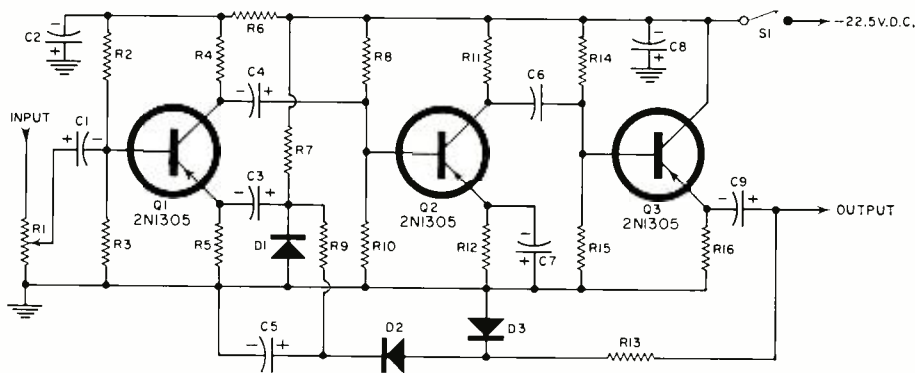 C2
R2
R4
R6
R8
R11
R14
C8
S1
-22.5V.D.C.
C4
C6
INPUT
C1
R7
C3
C9
Q1
2N1305
Q2
2N1305
Q3
2N1305
OUTPUT
R1
R3
R5
D1
R9
R10
R12
C7
R15
R16
C5
D2
D3
R13
- +